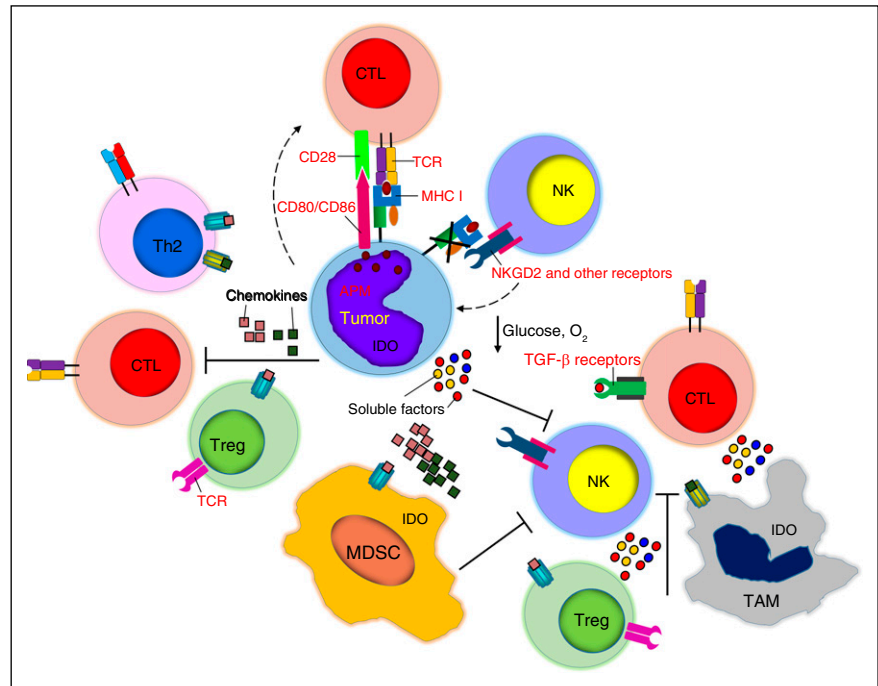 CTL
CD28
TCR
NK
MHC I
CD80/CD86
Th2
NKGD2 and other receptors
Chemokines
APM
Tumor
Glucose, O2
IDO
CTL
TGF-β receptors
CTL
Soluble factors
Treg
TCR
NK
IDO
IDO
MDSC
TAM
Treg